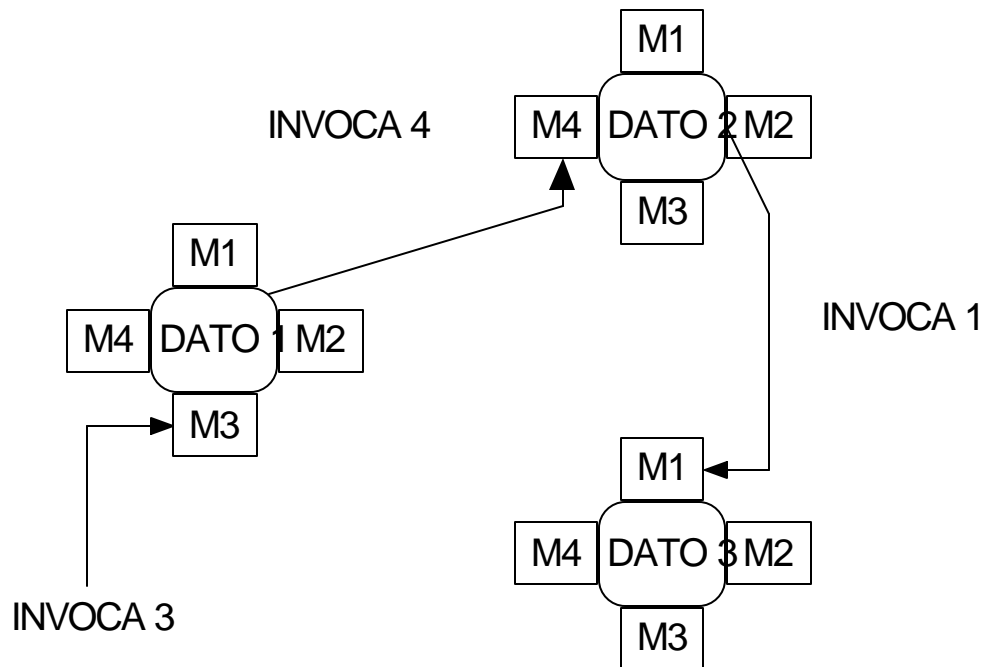 M1
INVOCA 4
M4 DATO 2 M2
M3
M1
M4 DATO 1 M2
INVOCA 1
M3
M1
M4 DATO 3 M2
INVOCA 3
M3